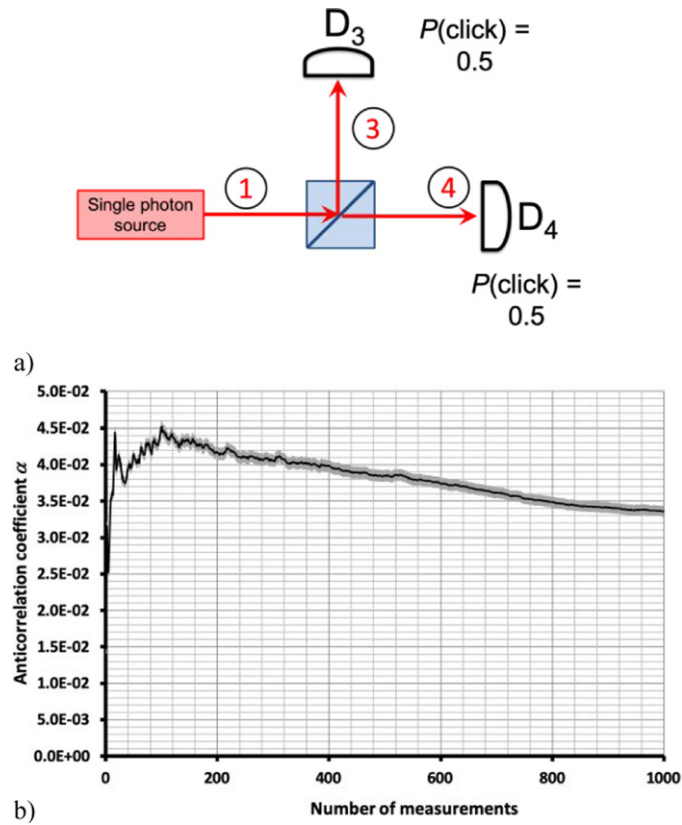 D3
P(click) =
0.5
3
1
4
Single photon
source
D4
P(click) =
0.5
a)
5.0E-02
4.5E-02
4.0E-02
3.5E-02
3.0E-02
2.5E-02
2.0E-02
1.5E-02
1.0E-02
5.0E-03
0.0E+00
Anticorrelation coefficient α
0 200 400 600 800 1000
Number of measurements
b)